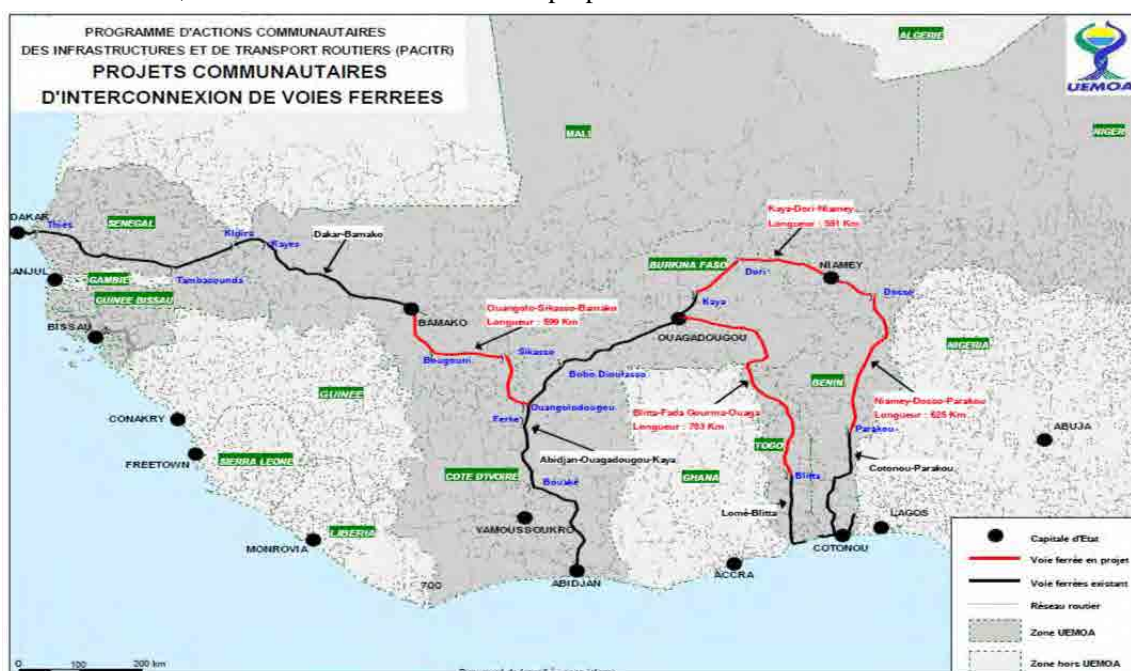 PROGRAMME D'ACTIONS COMMUNAUTAIRES
DES INFRASTRUCTURES ET DE TRANSPORT ROUTIERS (PACITR)
PROJETS COMMUNAUTAIRES
D'INTERCONNEXION DE VOIES FERREES
UEMOA
ALGERIE
MALI
NIGER
DAKAR
Thiès
SENEGAL
Kidira
Kayes
Dakar-Bamako
Kaya-Dori-Niamey
Longueur : 581 Km
ANJUL
GAMBIE
Tambacounda
GUINEE BISSAU
BURKINA FASO
Dori
NIAMEY
BISSAU
BAMAKO
Ouangolo-Sikasso-Bamako
Longueur : 599 Km
Kaya
Dosso
OUAGADOUGOU
Bougouni
Sikasso
Bobo Dioulasso
NIGERIA
GUINEE
BENIN
CONAKRY
Ferke
Ouangolodougou
Blitta-Fada Gourma-Ouaga
Longueur : 783 Km
Niamey-Dosso-Parakou
Longueur : 625 Km
Parakou
ABUJA
FREETOWN
SIERRA LEONE
Abidjan-Ouagadougou-Kaya
TOGO
Cotonou-Parakou
COTE D'IVOIRE
Bouaké
GHANA
Blitta
YAMOUSSOUKRO
Lomé-Blitta
LAGOS
LIBERIA
MONROVIA
COTONOU
ACCRA
700
ABIDJAN
Capitale d'Etat
Voie ferrée en projet
Voie ferrées existant
Réseau routier
Zone UEMOA
Zone hors UEMOA
0 100 200 km